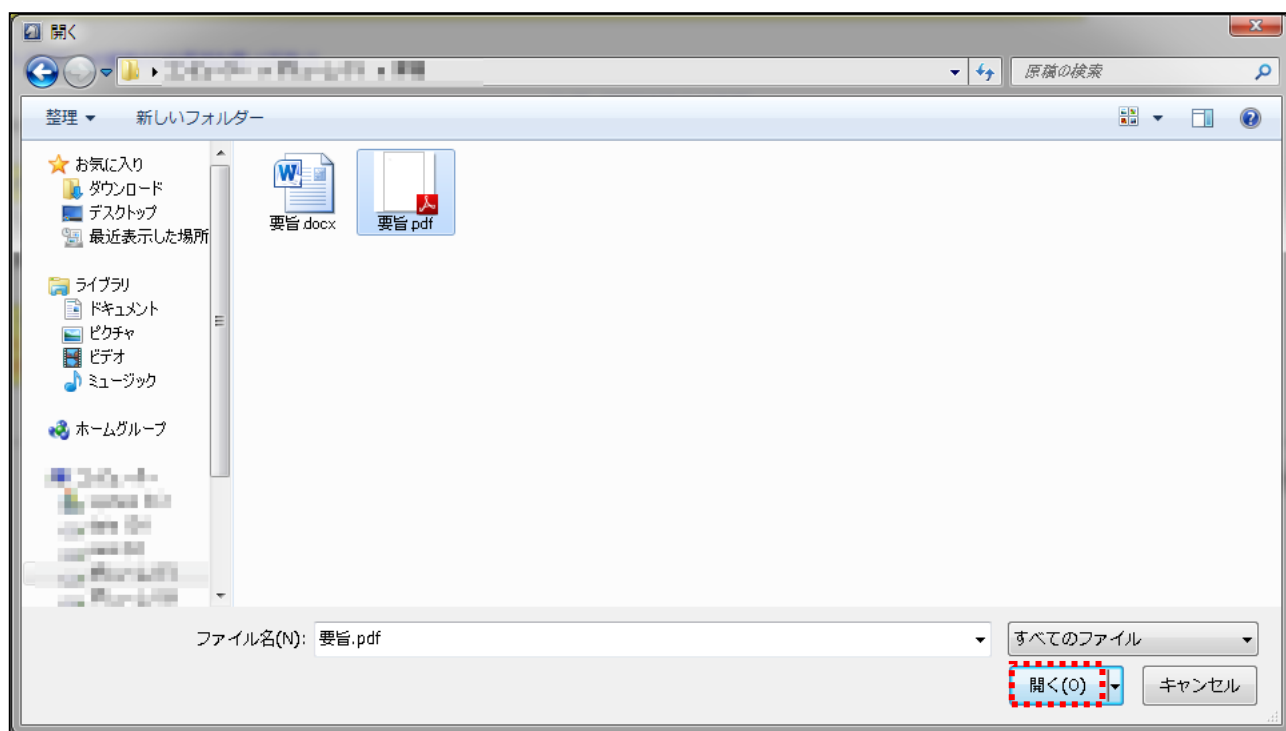 開く
原稿の検索
整理 新しいフォルダー
お気に入り
ダウンロード
デスクトップ
最近表示した場所
ライブラリ
ドキュメント
ピクチャ
ビデオ
ミュージック
ホームグループ
要旨.docx
要旨.pdf
ファイル名(N): 要旨.pdf
すべてのファイル
開く(O)
キャンセル